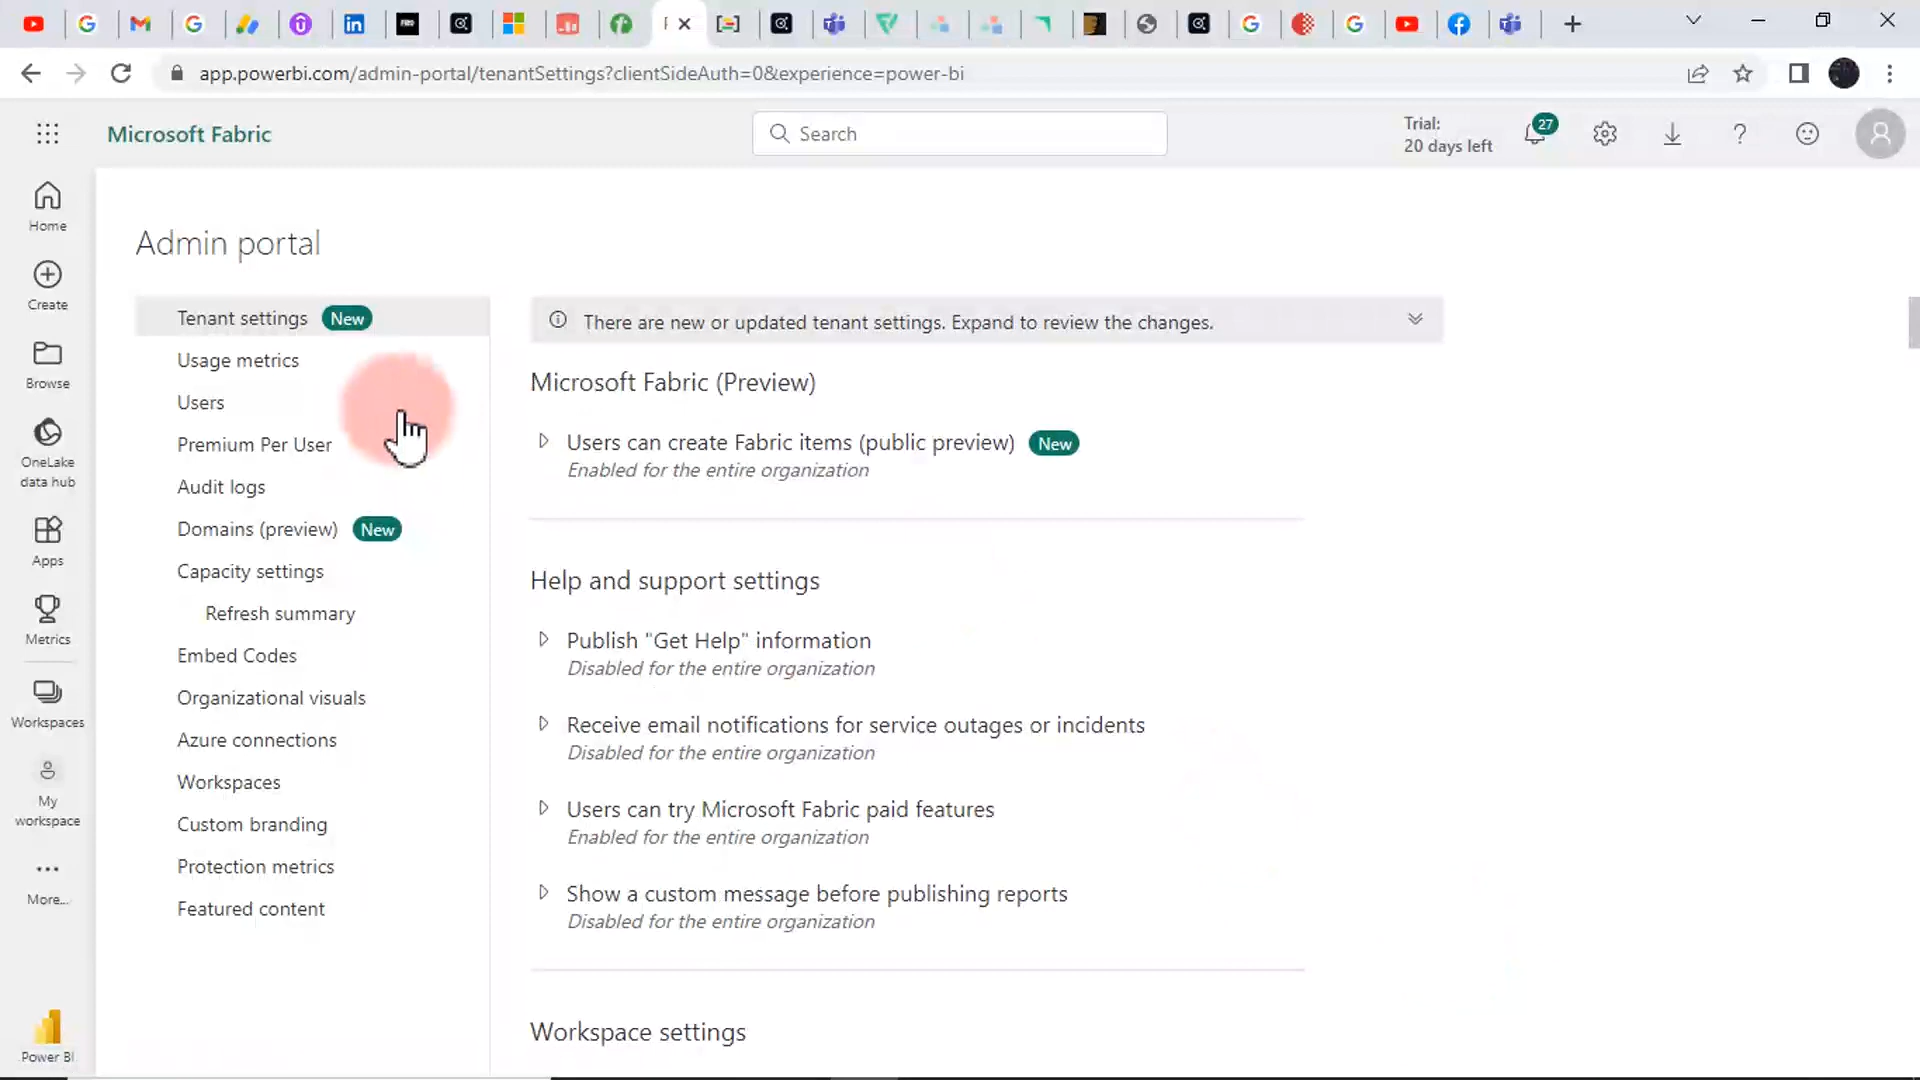 app.powerbi.com/admin-portal/tenantSettings?clientSideAuth=0&experience=power-bi
Microsoft Fabric
Search
Trial:
20 days left
27
Home
Create
Browse
OneLake
data hub
Apps
Metrics
Workspaces
My
workspace
More...
Power BI
Admin portal
Tenant settings New
Usage metrics
Users
Premium Per User
Audit logs
Domains (preview) New
Capacity settings
Refresh summary
Embed Codes
Organizational visuals
Azure connections
Workspaces
Custom branding
Protection metrics
Featured content
There are new or updated tenant settings. Expand to review the changes.
Microsoft Fabric (Preview)
Users can create Fabric items (public preview) New
Enabled for the entire organization
Help and support settings
Publish "Get Help" information
Disabled for the entire organization
Receive email notifications for service outages or incidents
Disabled for the entire organization
Users can try Microsoft Fabric paid features
Enabled for the entire organization
Show a custom message before publishing reports
Disabled for the entire organization
Workspace settings